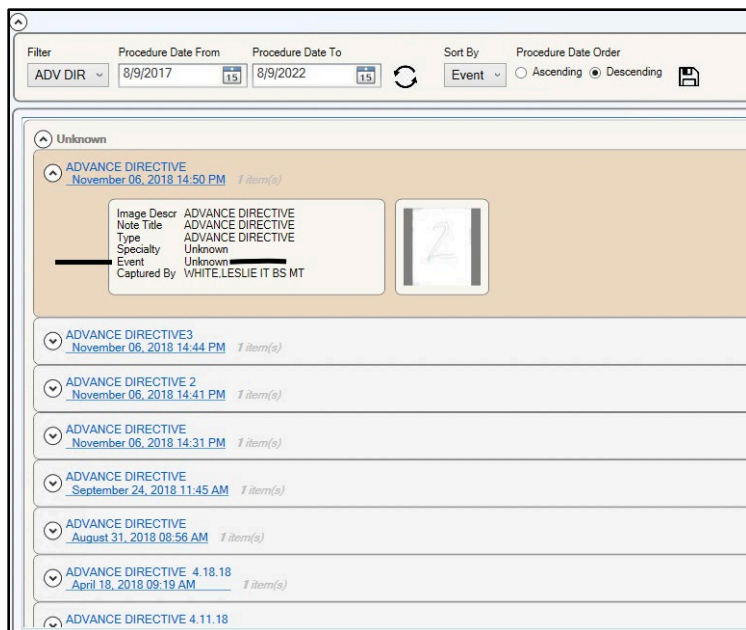 Filter Procedure Date From Procedure Date To Sort By Procedure Date Order
ADV DIR 8/9/2017 15 8/9/2022 15 Event Ascending Descending
Unknown
ADVANCE DIRECTIVE
November 06, 2018 14:50 PM 1 item(s)
Image Descr ADVANCE DIRECTIVE
Note Title ADVANCE DIRECTIVE
Type ADVANCE DIRECTIVE
Specialty Unknown
Event Unknown
Captured By WHITE,LESLIE IT BS MT
2
ADVANCE DIRECTIVE3
November 06, 2018 14:44 PM 1 item(s)
ADVANCE DIRECTIVE 2
November 06, 2018 14:41 PM 1 item(s)
ADVANCE DIRECTIVE
November 06, 2018 14:31 PM 1 item(s)
ADVANCE DIRECTIVE
September 24, 2018 11:45 AM 1 item(s)
ADVANCE DIRECTIVE
August 31, 2018 08:56 AM 1 item(s)
ADVANCE DIRECTIVE 4.18.18
April 18, 2018 09:19 AM 1 item(s)
ADVANCE DIRECTIVE 4.11.18